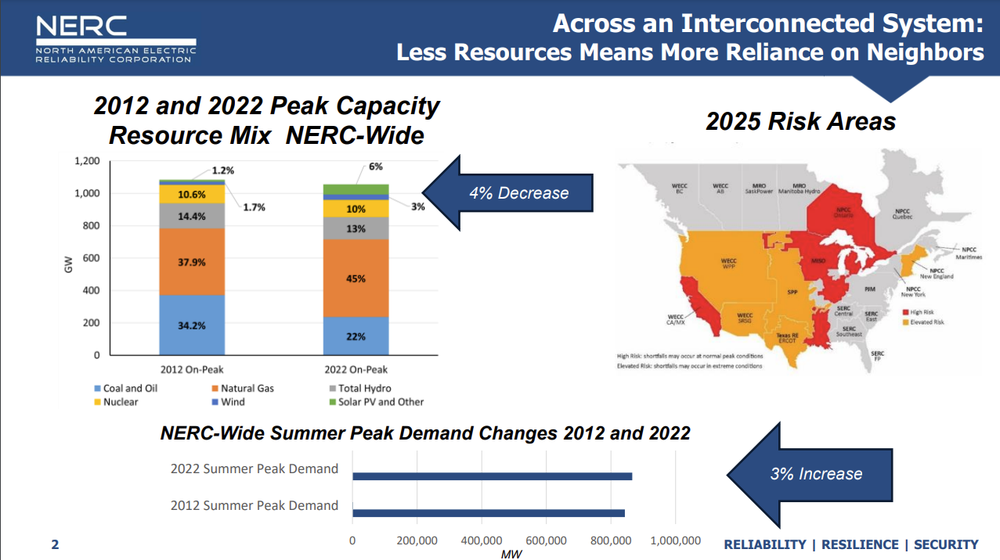 NERC
NORTH AMERICAN ELECTRIC
RELIABILITY CORPORATION
Across an Interconnected System:
Less Resources Means More Reliance on Neighbors
2012 and 2022 Peak Capacity
Resource Mix NERC-Wide
1,200
1,000
800
600
400
200
0
GW
1.2%
10.6%
1.7%
14.4%
37.9%
34.2%
6%
3%
10%
13%
45%
22%
2012 On-Peak
2022 On-Peak
Coal and Oil
Natural Gas
Total Hydro
Nuclear
Wind
Solar PV and Other
4% Decrease
2025 Risk Areas
WECC
BC
WECC
AB
MRO
SaskPower
MRO
Manitoba Hydro
NPCC
Ontario
NPCC
Quebec
NPCC
Maritimes
NPCC
New England
NPCC
New York
WECC
WPP
MISO
SPP
PJM
WECC
CA/MX
WECC
SRSG
Texas RE
ERCOT
SERC
Central
SERC
East
SERC
Southeast
SERC
FP
High Risk
Elevated Risk
High Risk: shortfalls may occur at normal peak conditions
Elevated Risk: shortfalls may occur in extreme conditions
NERC-Wide Summer Peak Demand Changes 2012 and 2022
2022 Summer Peak Demand
2012 Summer Peak Demand
0
200,000
400,000
600,000
800,000
1,000,000
MW
3% Increase
2
RELIABILITY | RESILIENCE | SECURITY